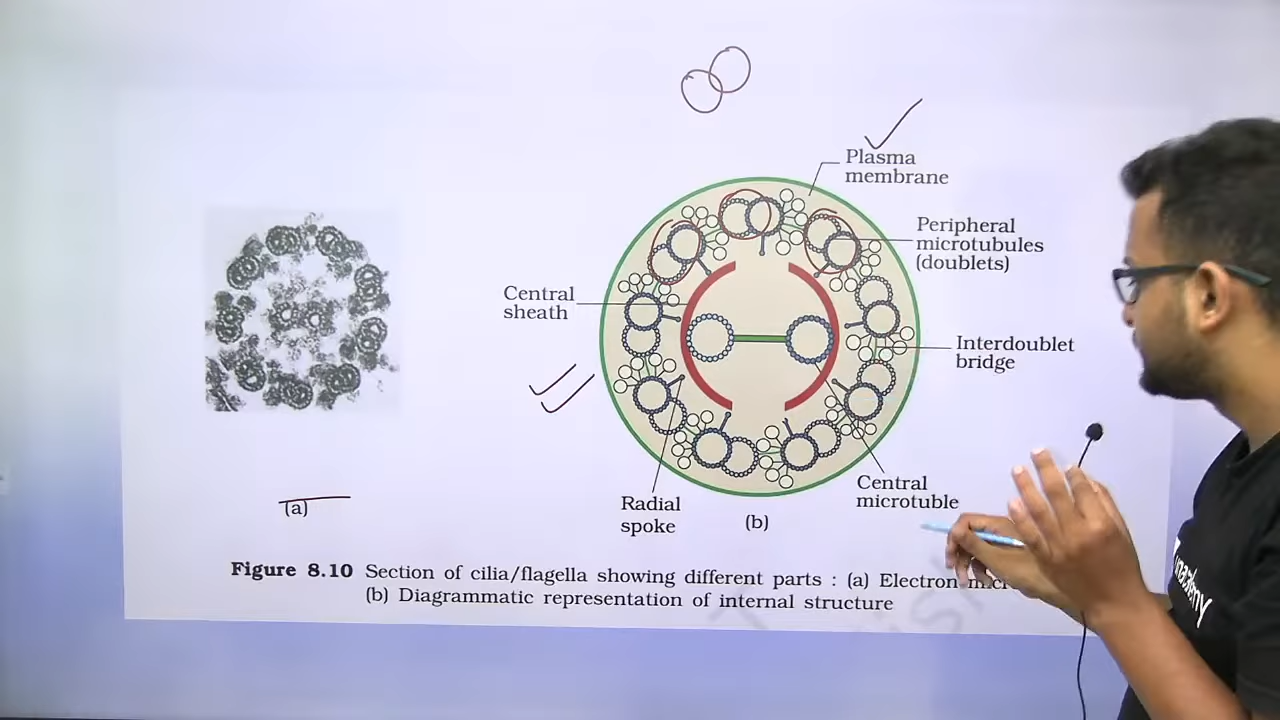 Plasma
membrane
Peripheral
microtubules
(doublets)
Central
sheath
Interdoublet
bridge
Central
microtuble
Radial
spoke
(a)
(b)
Figure 8.10 Section of cilia/flagella showing different parts : (a) Electron
(b) Diagrammatic representation of internal structure